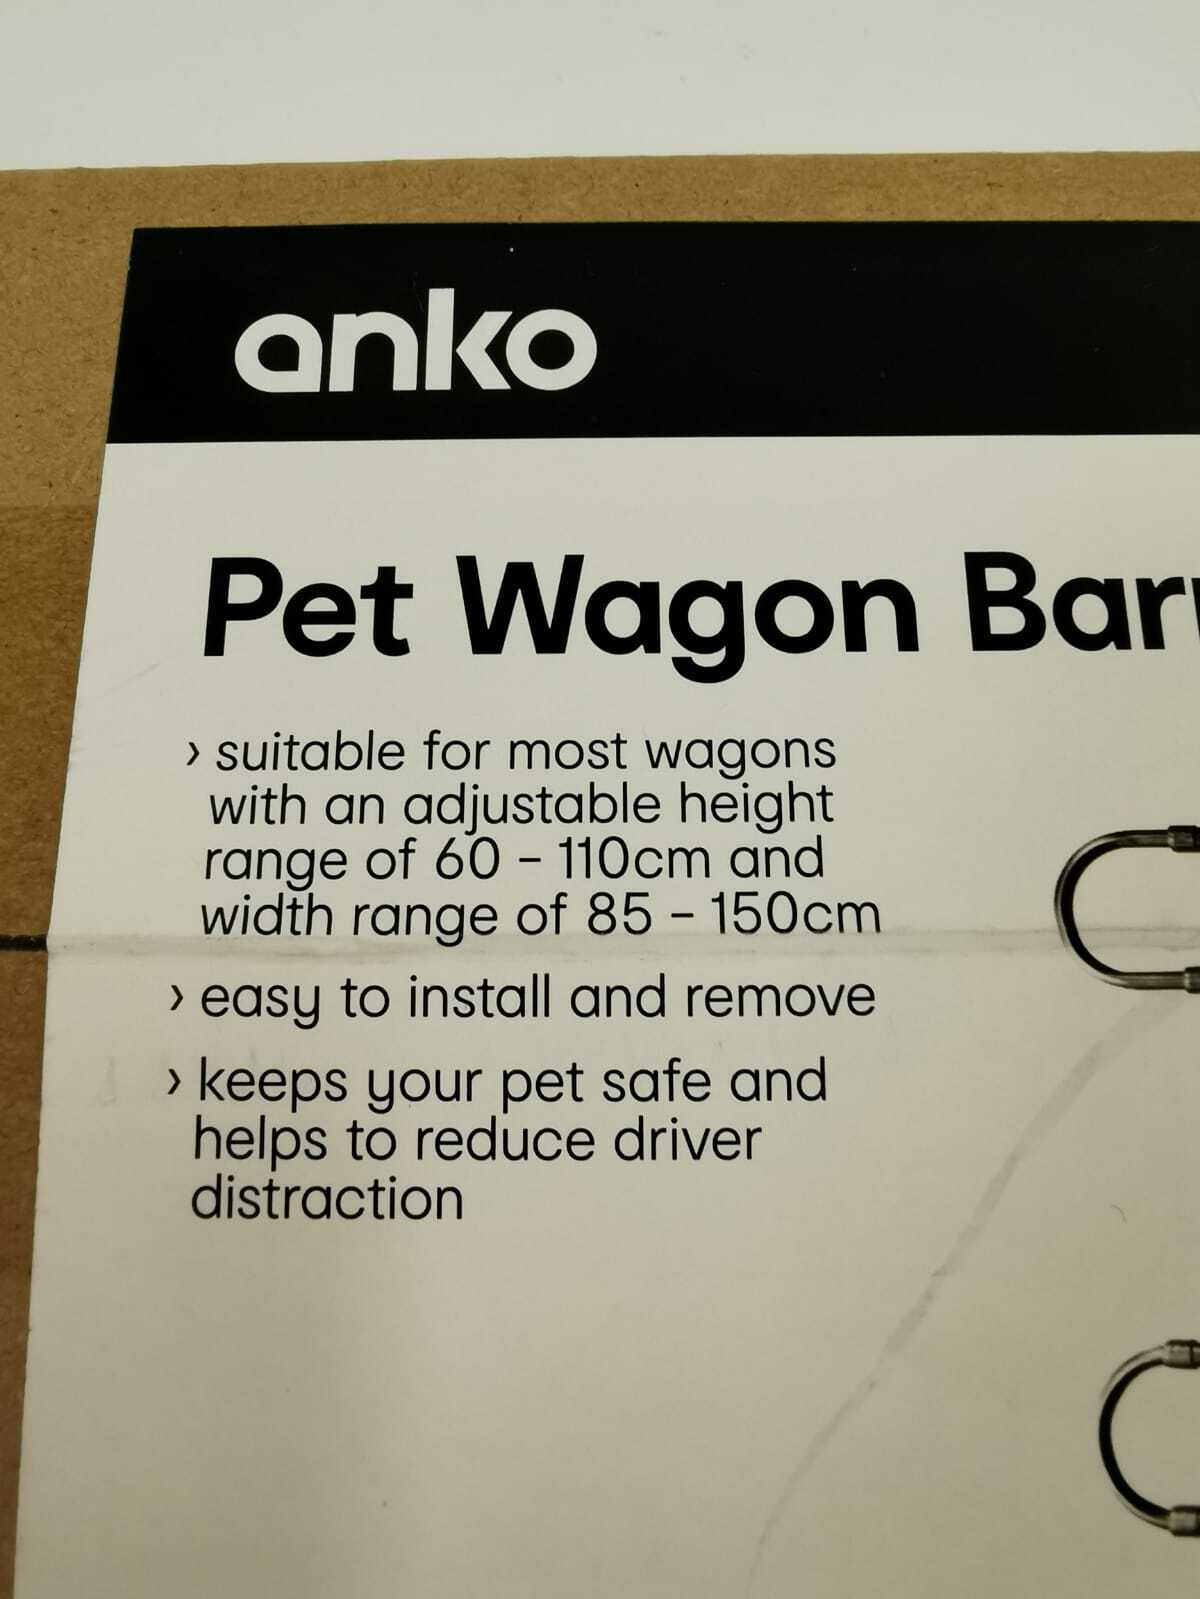 anko
Pet Wagon Bar
› suitable for most wagons
with an adjustable height
range of 60 – 110cm and
width range of 85 – 150cm
› easy to install and remove
› keeps your pet safe and
helps to reduce driver
distraction